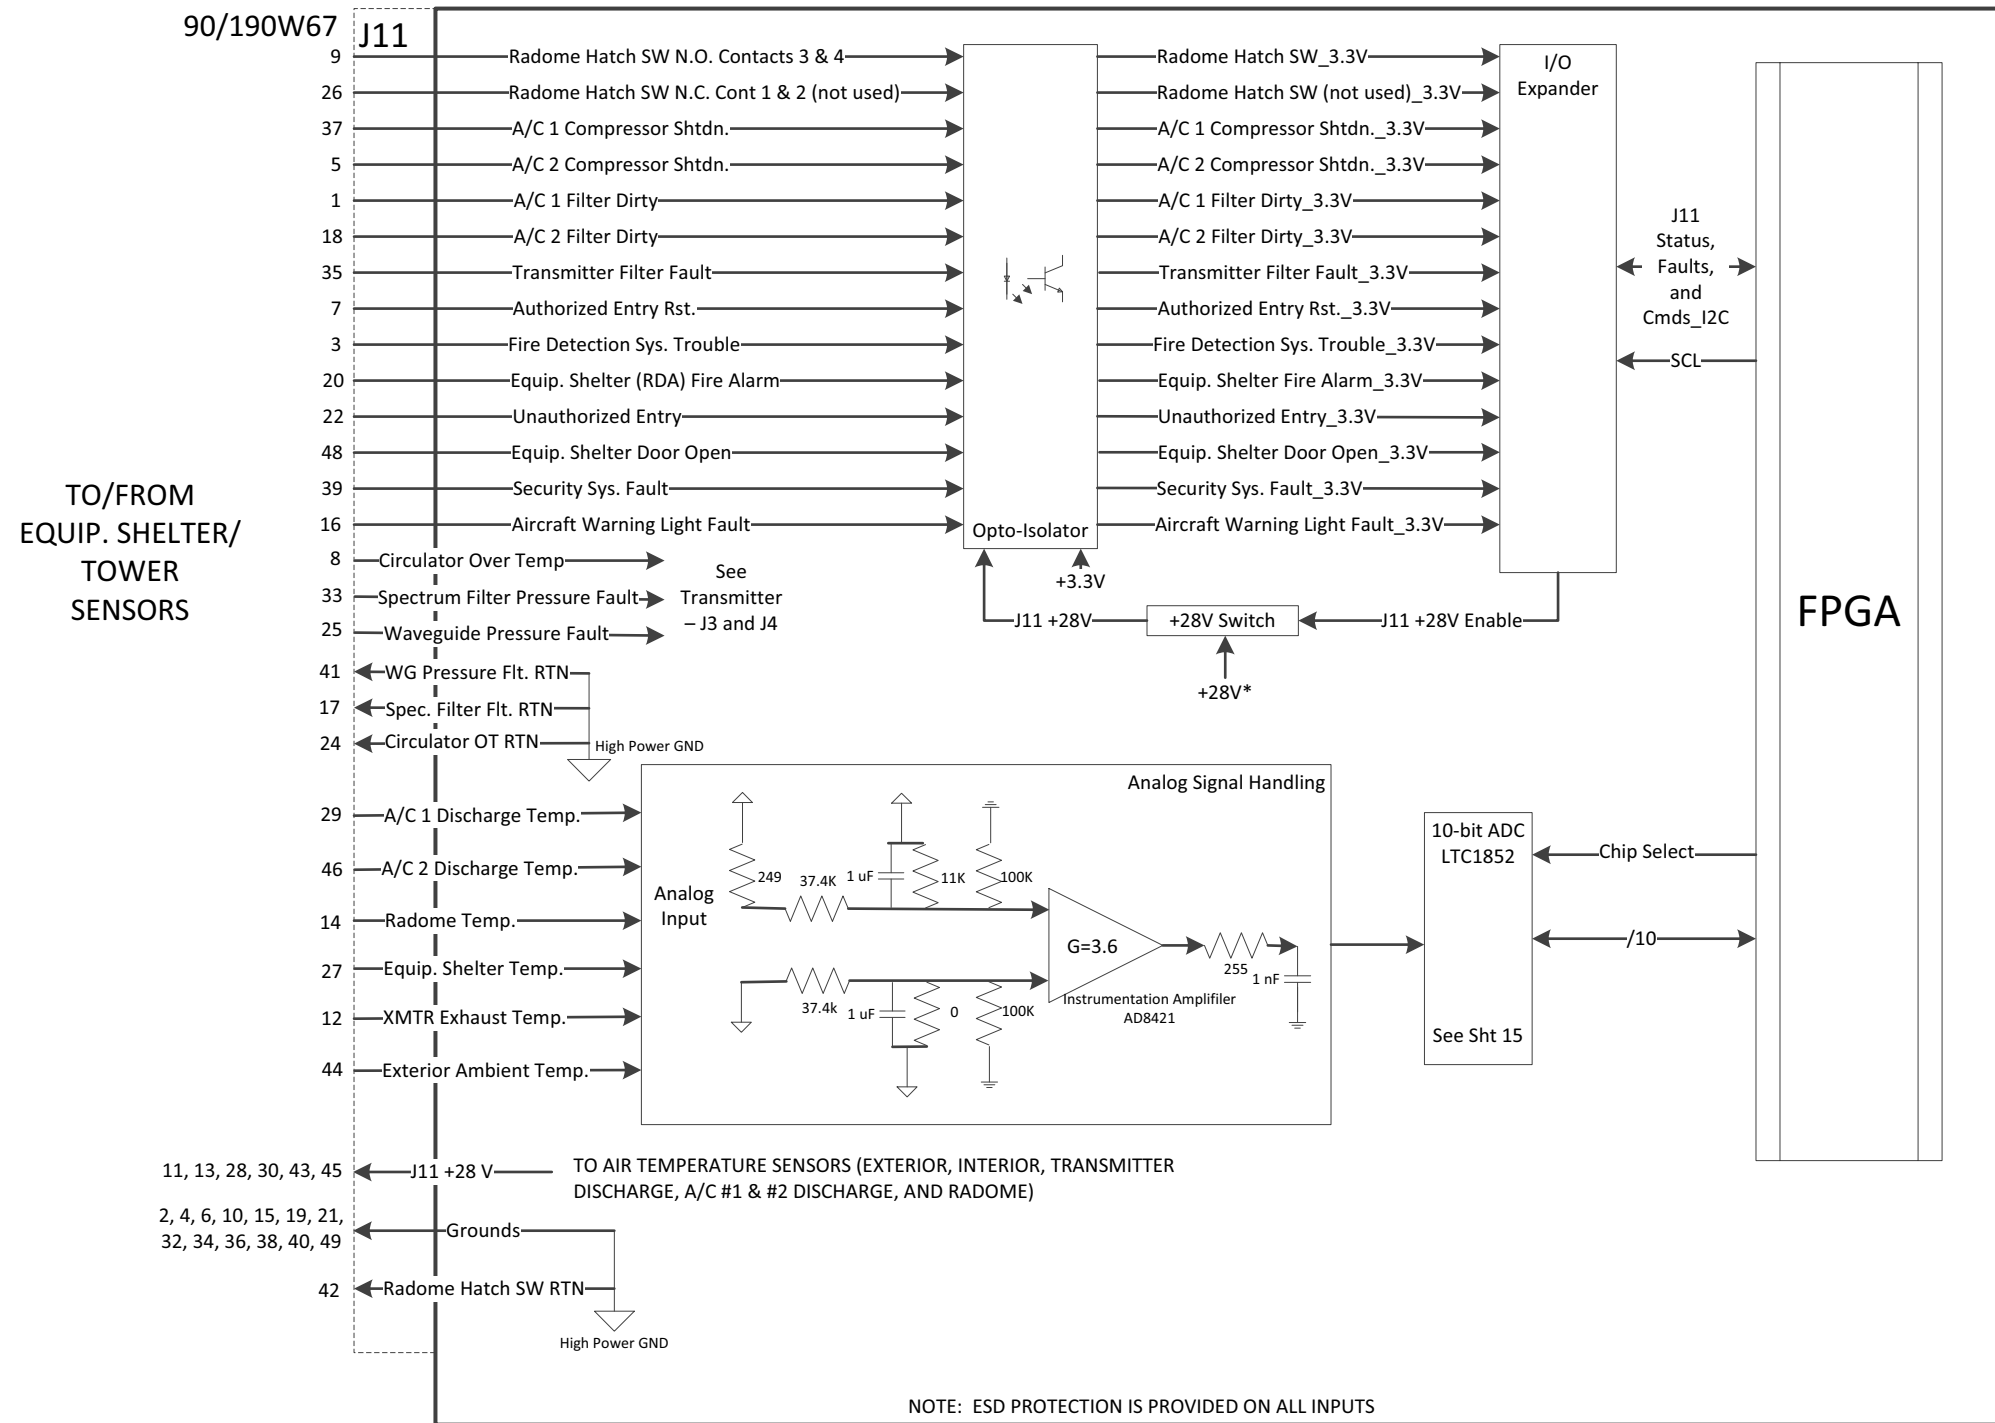 90/190W67
J11
9
Radome Hatch SW N.O. Contacts 3 & 4
Radome Hatch SW_3.3V
26
Radome Hatch SW N.C. Cont 1 & 2 (not used)
Radome Hatch SW (not used)_3.3V
37
A/C 1 Compressor Shtdn.
A/C 1 Compressor Shtdn._3.3V
5
A/C 2 Compressor Shtdn.
A/C 2 Compressor Shtdn._3.3V
1
A/C 1 Filter Dirty
A/C 1 Filter Dirty_3.3V
18
A/C 2 Filter Dirty
A/C 2 Filter Dirty_3.3V
35
Transmitter Filter Fault
Transmitter Filter Fault_3.3V
7
Authorized Entry Rst.
Authorized Entry Rst._3.3V
3
Fire Detection Sys. Trouble
Fire Detection Sys. Trouble_3.3V
20
Equip. Shelter (RDA) Fire Alarm
Equip. Shelter Fire Alarm_3.3V
22
Unauthorized Entry
Unauthorized Entry_3.3V
48
Equip. Shelter Door Open
Equip. Shelter Door Open_3.3V
39
Security Sys. Fault
Security Sys. Fault_3.3V
16
Aircraft Warning Light Fault
Aircraft Warning Light Fault_3.3V
Opto-Isolator
I/O
Expander
J11
Status,
Faults,
and
Cmds_I2C
SCL
FPGA
TO/FROM
EQUIP. SHELTER/
TOWER
SENSORS
8
Circulator Over Temp
33
Spectrum Filter Pressure Fault
25
Waveguide Pressure Fault
See
Transmitter
– J3 and J4
+3.3V
J11 +28V
+28V Switch
J11 +28V Enable
+28V*
41
WG Pressure Flt. RTN
17
Spec. Filter Flt. RTN
24
Circulator OT RTN
High Power GND
29
A/C 1 Discharge Temp.
46
A/C 2 Discharge Temp.
14
Radome Temp.
27
Equip. Shelter Temp.
12
XMTR Exhaust Temp.
44
Exterior Ambient Temp.
Analog Signal Handling
Analog
Input
249
37.4K
1 uF
11K
100K
G=3.6
255
1 nF
37.4k
1 uF
0
100K
Instrumentation Amplifiler
AD8421
10-bit ADC
LTC1852
See Sht 15
Chip Select
/10
11, 13, 28, 30, 43, 45
J11 +28 V
TO AIR TEMPERATURE SENSORS (EXTERIOR, INTERIOR, TRANSMITTER
DISCHARGE, A/C #1 & #2 DISCHARGE, AND RADOME)
2, 4, 6, 10, 15, 19, 21,
32, 34, 36, 38, 40, 49
Grounds
42
Radome Hatch SW RTN
High Power GND
NOTE: ESD PROTECTION IS PROVIDED ON ALL INPUTS